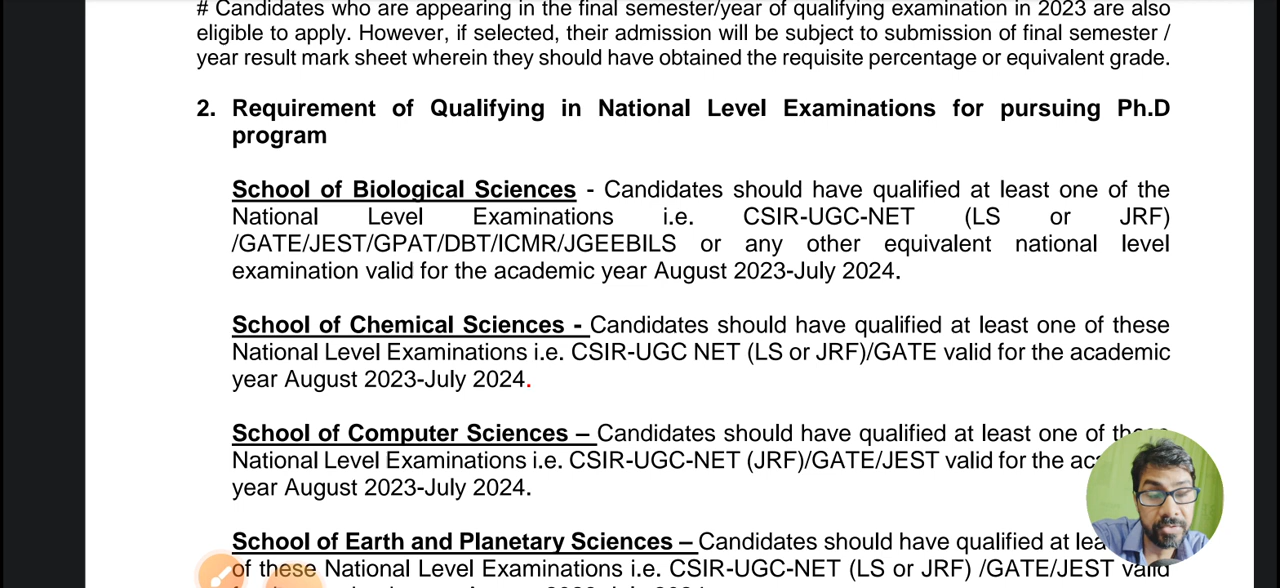 # Candidates who are appearing in the final semester/year of qualifying examination in 2023 are also
eligible to apply. However, if selected, their admission will be subject to submission of final semester /
year result mark sheet wherein they should have obtained the requisite percentage or equivalent grade.
2. Requirement of Qualifying in National Level Examinations for pursuing Ph.D
program
School of Biological Sciences - Candidates should have qualified at least one of the
National Level Examinations i.e. CSIR-UGC-NET (LS or JRF)
/GATE/JEST/GPAT/DBT/ICMR/JGEEBILS or any other equivalent national level
examination valid for the academic year August 2023-July 2024.
School of Chemical Sciences - Candidates should have qualified at least one of these
National Level Examinations i.e. CSIR-UGC NET (LS or JRF)/GATE valid for the academic
year August 2023-July 2024.
School of Computer Sciences – Candidates should have qualified at least one of
National Level Examinations i.e. CSIR-UGC-NET (JRF)/GATE/JEST valid for the
year August 2023-July 2024.
School of Earth and Planetary Sciences – Candidates should have qualified at
of these National Level Examinations i.e. CSIR-UGC-NET (LS or JRF) /GATE/JEST valid